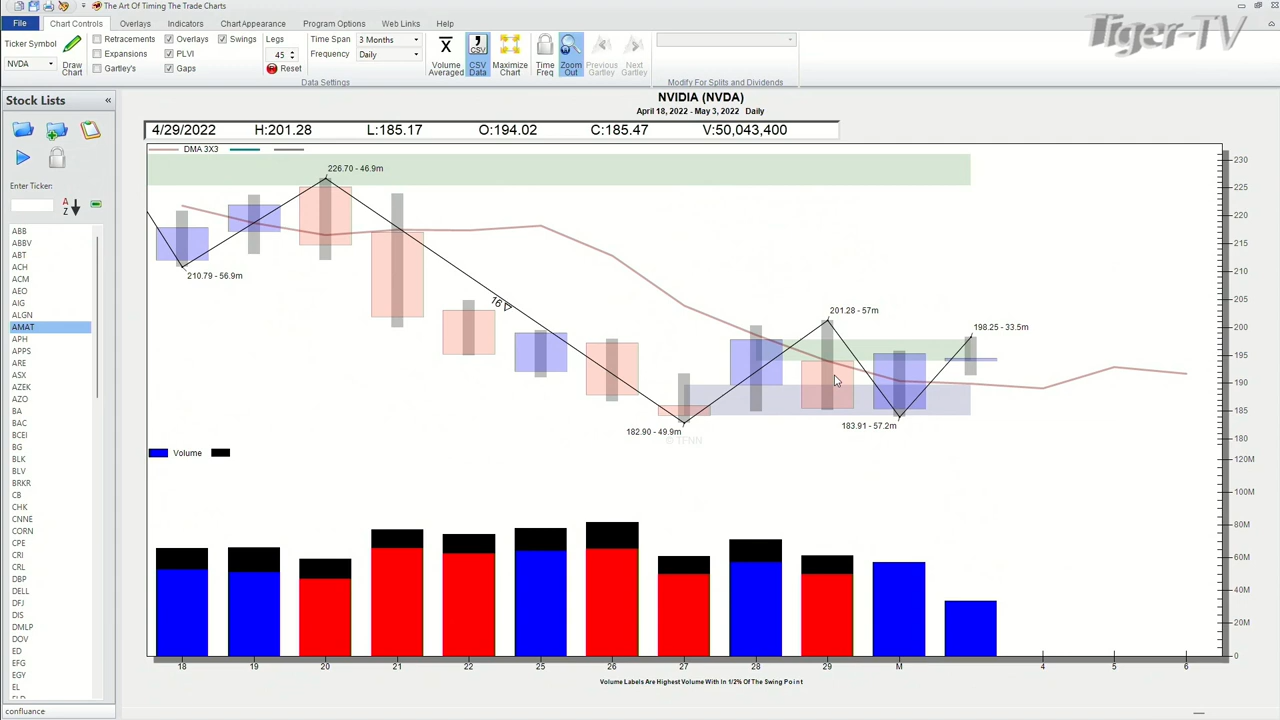 The Art Of Timing The Trade Charts
File Chart Controls Overlays Indicators Chart Appearance Program Options Web Links Help
Ticker Symbol
NVDA
Draw Chart
Retracements
Expansions
Gartley's
Overlays
PLVI
Gaps
Swings
Legs
45
Reset
Time Span 3 Months
Frequency Daily
Data Settings
Volume Averaged
CSV
CSV Data
Maximize Chart
Time Freq
Zoom Out
Previous Gartley
Next Gartley
Modify For Splits and Dividends
Tiger-TV
Stock Lists «
Enter Ticker:
A
Z
ABB
ABBV
ABT
ACH
ACM
AEO
AIG
ALGN
AMAT
APH
APPS
ARE
ASX
AZEK
AZO
BA
BAC
BCEI
BG
BLK
BLV
BRKR
CB
CHK
CNNE
CORN
CPE
CRI
CRL
DBP
DELL
DFJ
DIS
DMLP
DOV
ED
EFG
EGY
EL
confluance
NVIDIA (NVDA)
April 18, 2022 - May 3, 2022 Daily
4/29/2022 H:201.28 L:185.17 O:194.02 C:185.47 V:50,043,400
DMA 3X3
226.70 - 46.9m
210.79 - 56.9m
16
182.90 - 49.9m
201.28 - 57m
183.91 - 57.2m
198.25 - 33.5m
© TFNN
230
225
220
215
210
205
200
195
190
185
180
Volume
120M
100M
80M
60M
40M
20M
0
18 19 20 21 22 25 26 27 28 29 M 4 5 6
Volume Labels Are Highest Volume With In 1/2% Of The Swing Point